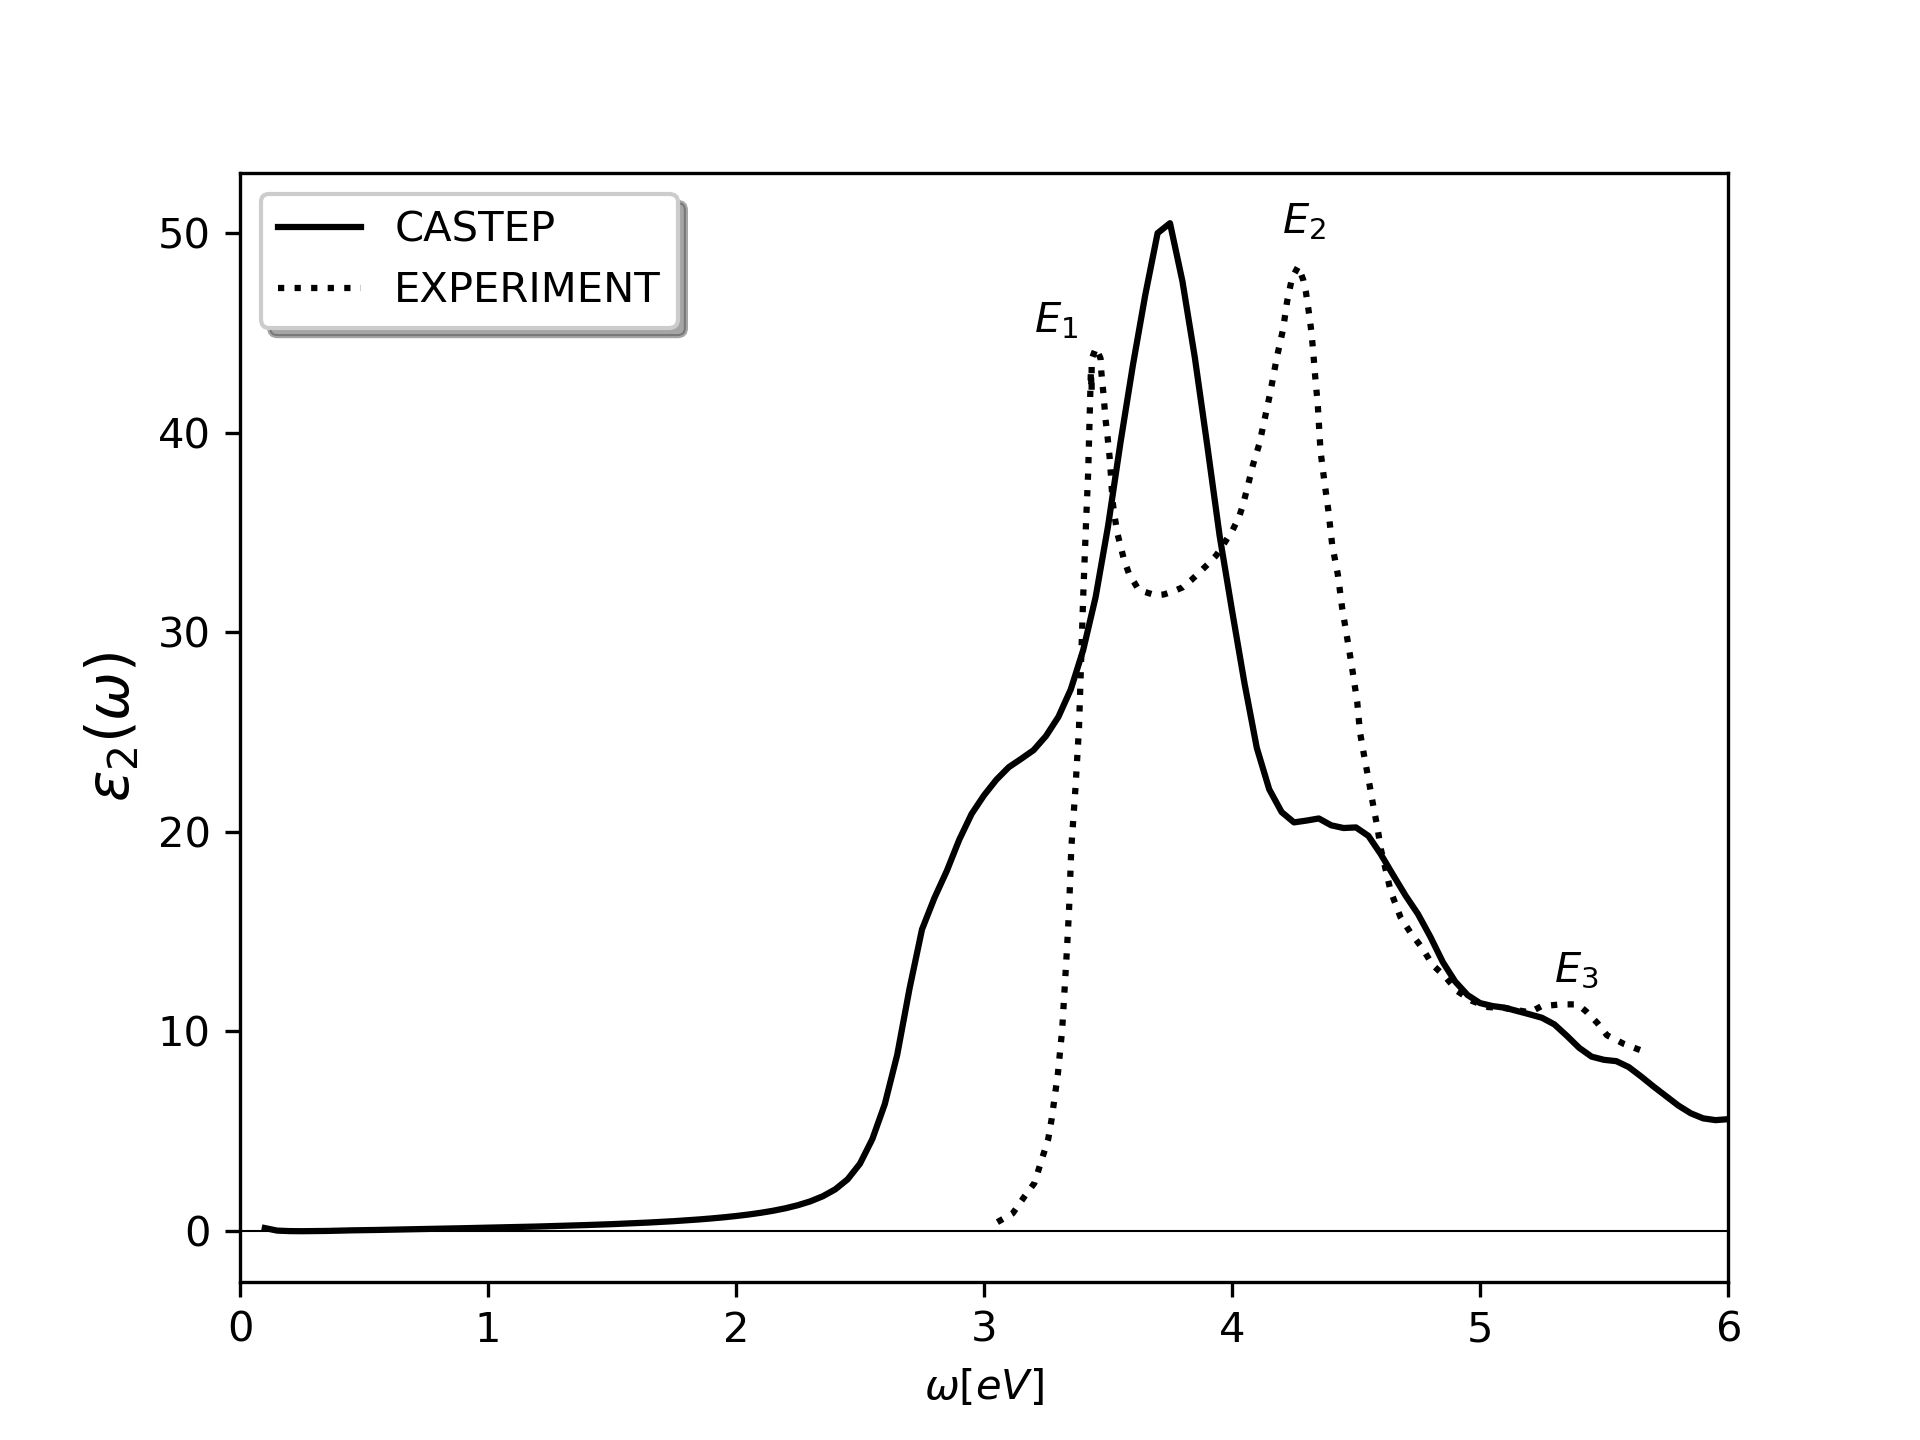 CASTEP
EXPERIMENT
E₁
E₂
E₃
50
40
30
20
10
0
ε₂(ω)
0 1 2 3 4 5 6
ω[eV]